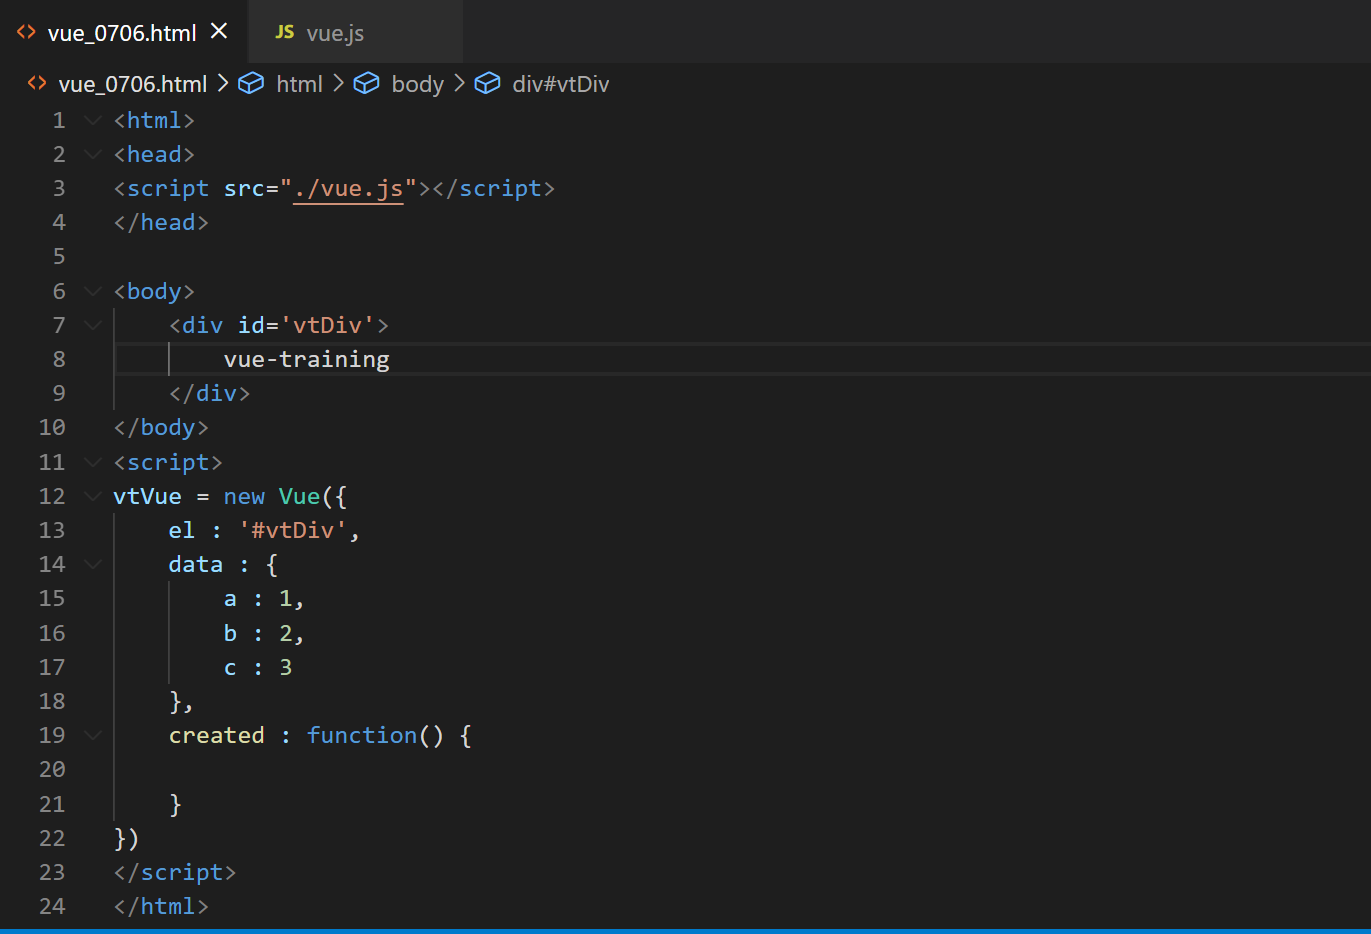 vue_0706.html JS vue.js
vue_0706.html > html > body > div#vtDiv
1 <html>
2 <head>
3 <script src="./vue.js"></script>
4 </head>
5
6 <body>
7     <div id='vtDiv'>
8         vue-training
9     </div>
10 </body>
11 <script>
12 vtVue = new Vue({
13     el : '#vtDiv',
14     data : {
15         a : 1,
16         b : 2,
17         c : 3
18     },
19     created : function() {
20
21     }
22 })
23 </script>
24 </html>